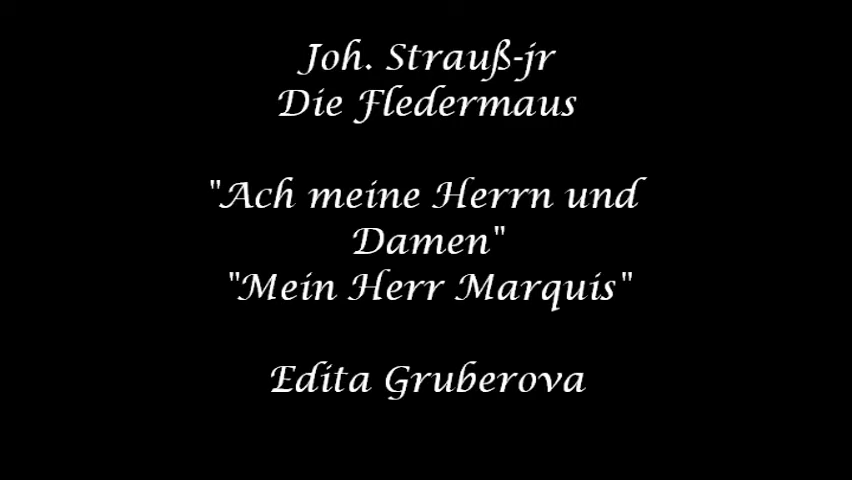 Joh. Strauß-jr
Die Fledermaus
"Ach meine Herrn und
Damen"
"Mein Herr Marquis"
Edita Gruberova